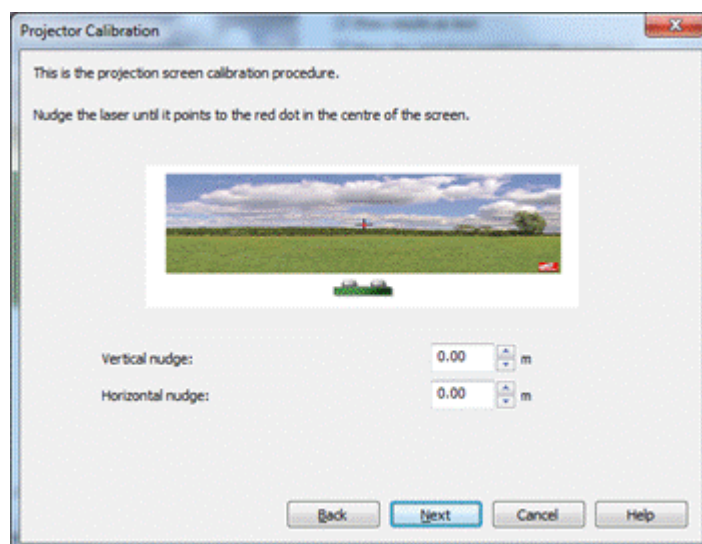 Projector Calibration
This is the projection screen calibration procedure.
Nudge the laser until it points to the red dot in the centre of the screen.
Vertical nudge: 0.00 m
Horizontal nudge: 0.00 m
Back Next Cancel Help